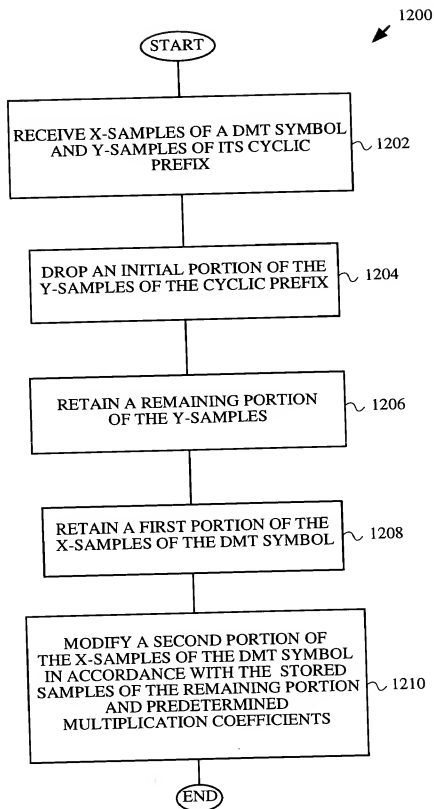 1200
START
RECEIVE X-SAMPLES OF A DMT SYMBOL
AND Y-SAMPLES OF ITS CYCLIC
PREFIX
1202
DROP AN INITIAL PORTION OF THE
Y-SAMPLES OF THE CYCLIC PREFIX
1204
RETAIN A REMAINING PORTION
OF THE Y-SAMPLES
1206
RETAIN A FIRST PORTION OF THE
X-SAMPLES OF THE DMT SYMBOL
1208
MODIFY A SECOND PORTION OF
THE X-SAMPLES OF THE DMT SYMBOL
IN ACCORDANCE WITH THE STORED
SAMPLES OF THE REMAINING PORTION
AND PREDETERMINED
MULTIPLICATION COEFFICIENTS
1210
END